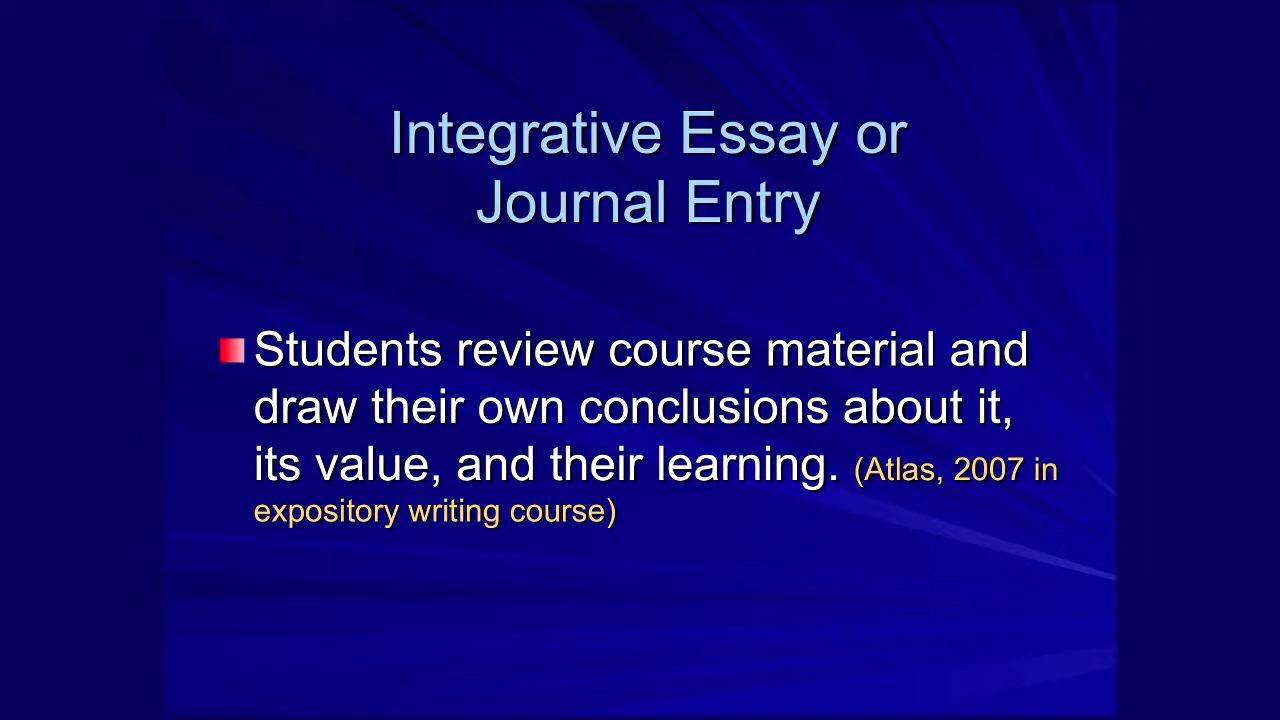 Integrative Essay or
Journal Entry
Students review course material and
draw their own conclusions about it,
its value, and their learning. (Atlas, 2007 in
expository writing course)